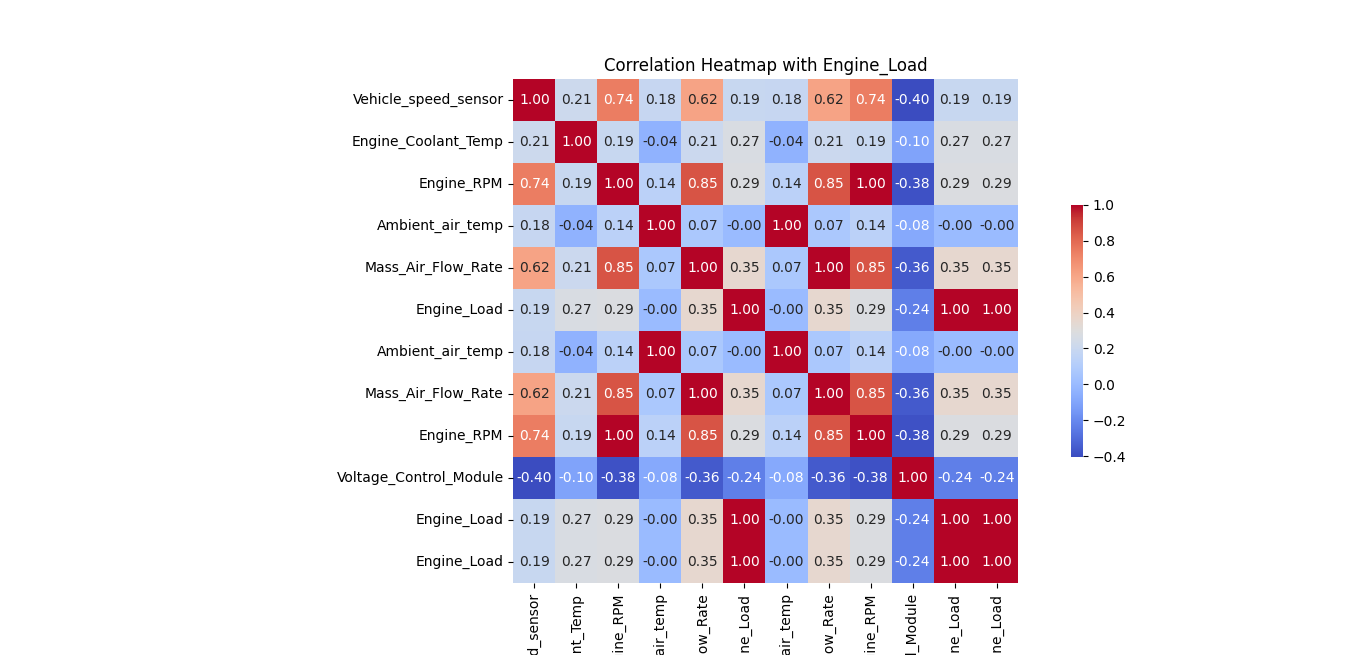 Correlation Heatmap with Engine_Load
Vehicle_speed_sensor 1.00 0.21 0.74 0.18 0.62 0.19 0.18 0.62 0.74 -0.40 0.19 0.19
Engine_Coolant_Temp 0.21 1.00 0.19 -0.04 0.21 0.27 -0.04 0.21 0.19 -0.10 0.27 0.27
Engine_RPM 0.74 0.19 1.00 0.14 0.85 0.29 0.14 0.85 1.00 -0.38 0.29 0.29
Ambient_air_temp 0.18 -0.04 0.14 1.00 0.07 -0.00 1.00 0.07 0.14 -0.08 -0.00 -0.00
Mass_Air_Flow_Rate 0.62 0.21 0.85 0.07 1.00 0.35 0.07 1.00 0.85 -0.36 0.35 0.35
Engine_Load 0.19 0.27 0.29 -0.00 0.35 1.00 -0.00 0.35 0.29 -0.24 1.00 1.00
Ambient_air_temp 0.18 -0.04 0.14 1.00 0.07 -0.00 1.00 0.07 0.14 -0.08 -0.00 -0.00
Mass_Air_Flow_Rate 0.62 0.21 0.85 0.07 1.00 0.35 0.07 1.00 0.85 -0.36 0.35 0.35
Engine_RPM 0.74 0.19 1.00 0.14 0.85 0.29 0.14 0.85 1.00 -0.38 0.29 0.29
Voltage_Control_Module -0.40 -0.10 -0.38 -0.08 -0.36 -0.24 -0.08 -0.36 -0.38 1.00 -0.24 -0.24
Engine_Load 0.19 0.27 0.29 -0.00 0.35 1.00 -0.00 0.35 0.29 -0.24 1.00 1.00
Engine_Load 0.19 0.27 0.29 -0.00 0.35 1.00 -0.00 0.35 0.29 -0.24 1.00 1.00
d_sensor
nt_Temp
ine_RPM
air_temp
ow_Rate
ne_Load
air_temp
ow_Rate
ine_RPM
l_Module
ne_Load
ne_Load
1.0
0.8
0.6
0.4
0.2
0.0
−0.2
−0.4